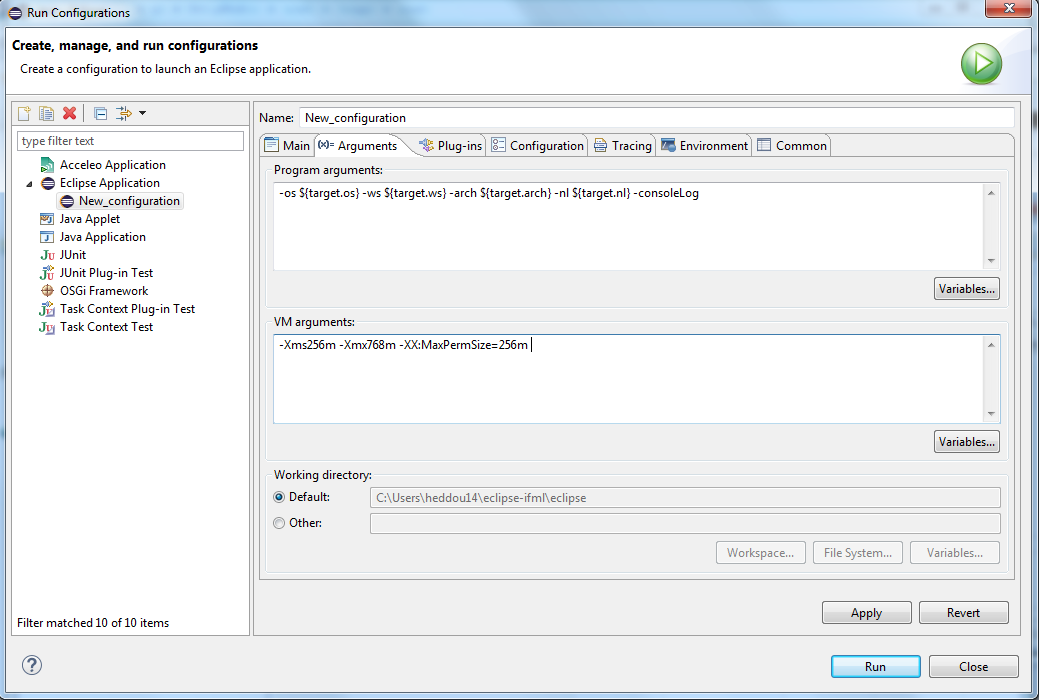 Run Configurations
Create, manage, and run configurations
Create a configuration to launch an Eclipse application.
type filter text
Acceleo Application
Eclipse Application
New_configuration
Java Applet
Java Application
JUnit
JUnit Plug-in Test
OSGi Framework
Task Context Plug-in Test
Task Context Test
Filter matched 10 of 10 items
Name: New_configuration
Main (x)= Arguments Plug-ins Configuration Tracing Environment Common
Program arguments:
-os ${target.os} -ws ${target.ws} -arch ${target.arch} -nl ${target.nl} -consoleLog
Variables...
VM arguments:
-Xms256m -Xmx768m -XX:MaxPermSize=256m
Variables...
Working directory:
Default: C:\Users\heddou14\eclipse-ifml\eclipse
Other:
Workspace... File System... Variables...
Apply Revert
? Run Close